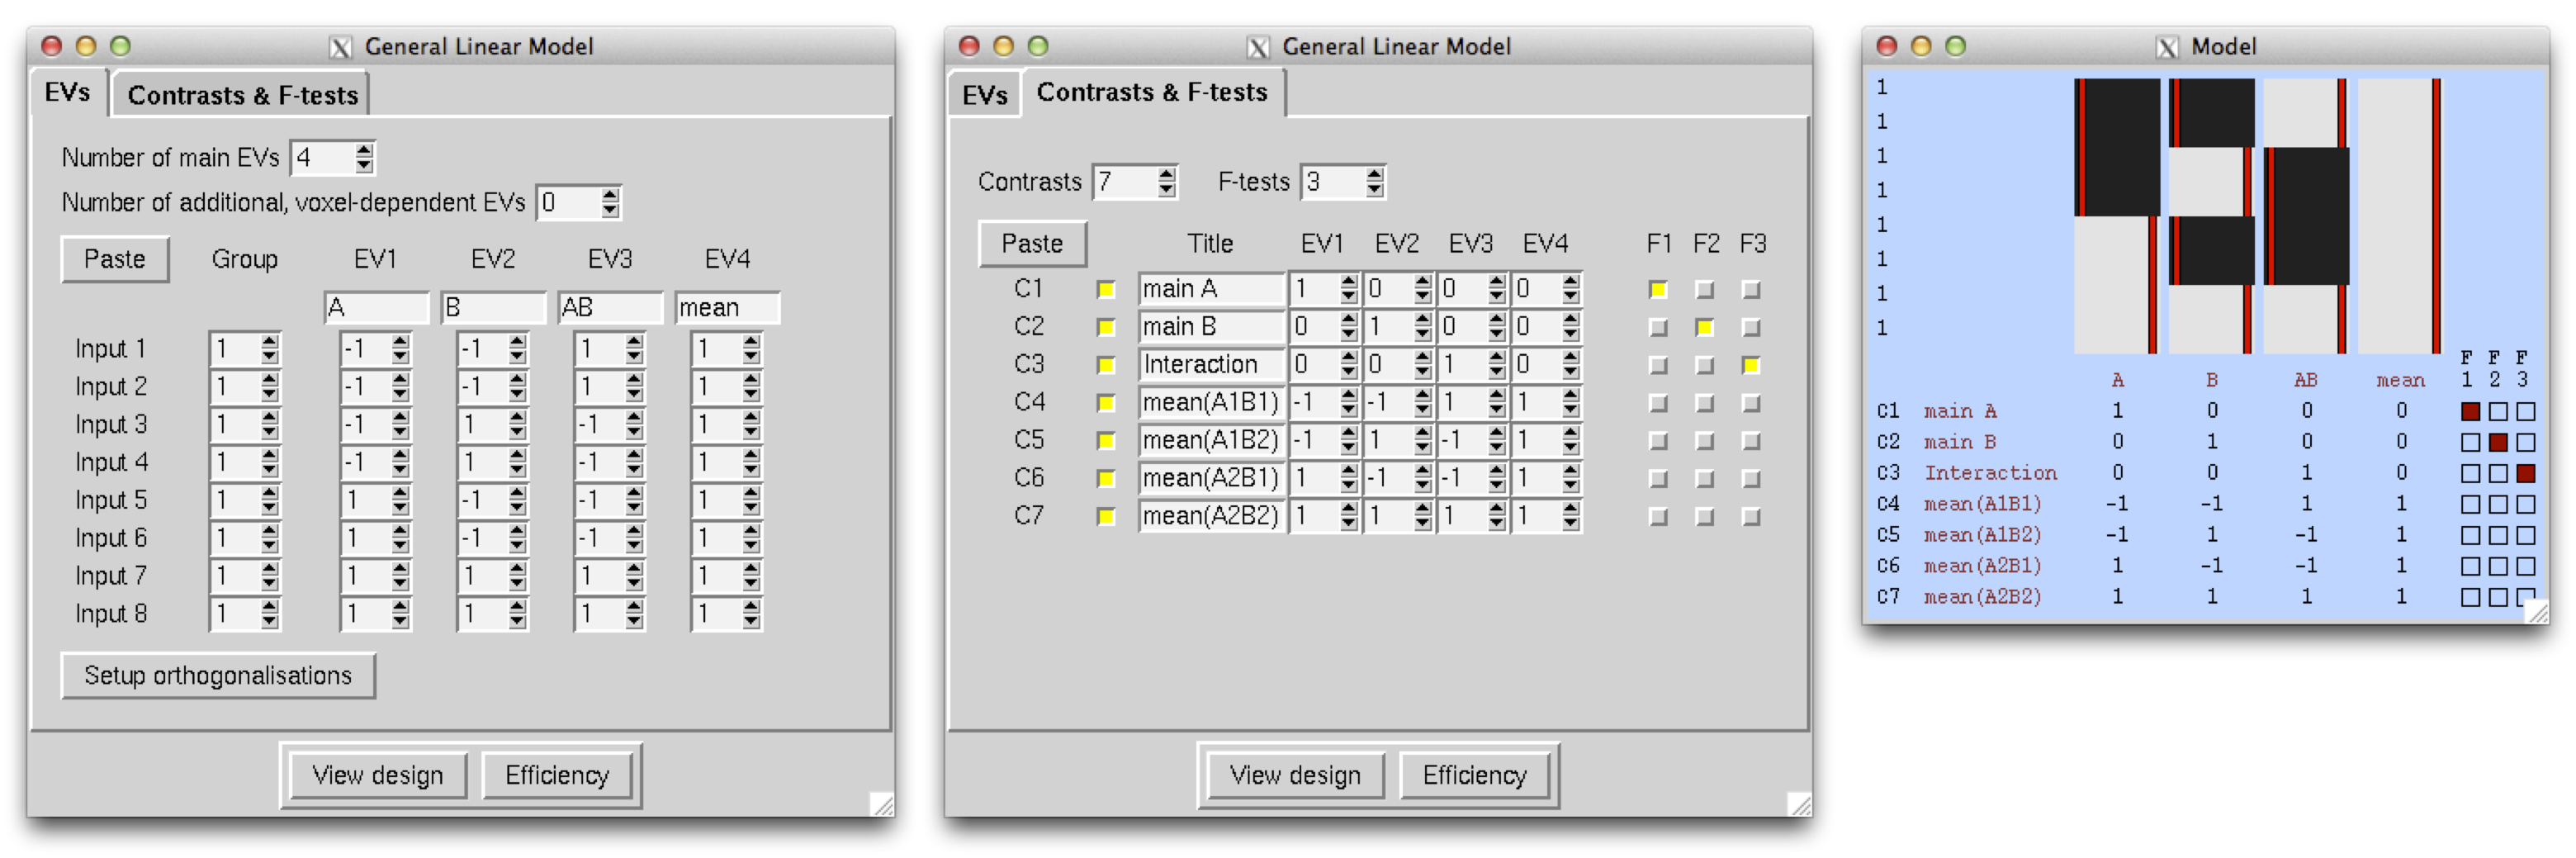 General Linear Model
EVs Contrasts & F-tests
Number of main EVs 4
Number of additional, voxel-dependent EVs 0
Paste Group EV1 EV2 EV3 EV4
A B AB mean
Input 1 1 -1 -1 1 1
Input 2 1 -1 -1 1 1
Input 3 1 -1 1 -1 1
Input 4 1 -1 1 -1 1
Input 5 1 1 -1 -1 1
Input 6 1 1 -1 -1 1
Input 7 1 1 1 1 1
Input 8 1 1 1 1 1
Setup orthogonalisations
View design Efficiency
General Linear Model
EVs Contrasts & F-tests
Contrasts 7 F-tests 3
Paste Title EV1 EV2 EV3 EV4 F1 F2 F3
C1 main A 1 0 0 0
C2 main B 0 1 0 0
C3 Interaction 0 0 1 0
C4 mean(A1B1) -1 -1 1 1
C5 mean(A1B2) -1 1 -1 1
C6 mean(A2B1) 1 -1 -1 1
C7 mean(A2B2) 1 1 1 1
View design Efficiency
Model
1
1
1
1
1
1
1
1
F F F
A B AB mean 1 2 3
C1 main A 1 0 0 0
C2 main B 0 1 0 0
C3 Interaction 0 0 1 0
C4 mean(A1B1) -1 -1 1 1
C5 mean(A1B2) -1 1 -1 1
C6 mean(A2B1) 1 -1 -1 1
C7 mean(A2B2) 1 1 1 1